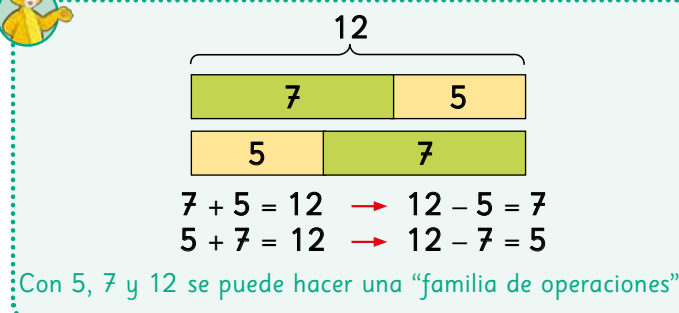 12
7 5
5 7
7 + 5 = 12 → 12 – 5 = 7
5 + 7 = 12 → 12 – 7 = 5
Con 5, 7 y 12 se puede hacer una “familia de operaciones”